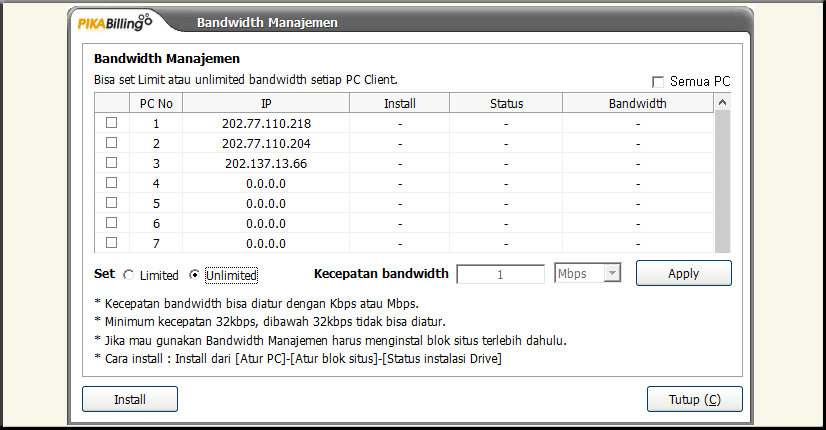 PIKABilling
Bandwidth Manajemen
Bandwidth Manajemen
Bisa set Limit atau unlimited bandwidth setiap PC Client.
Semua PC
PC No IP Install Status Bandwidth
1 202.77.110.218 - - -
2 202.77.110.204 - - -
3 202.137.13.66 - - -
4 0.0.0.0 - - -
5 0.0.0.0 - - -
6 0.0.0.0 - - -
7 0.0.0.0 - - -
Set Limited Unlimited Kecepatan bandwidth 1 Mbps Apply
* Kecepatan bandwidth bisa diatur dengan Kbps atau Mbps.
* Minimum kecepatan 32kbps, dibawah 32kbps tidak bisa diatur.
* Jika mau gunakan Bandwidth Manajemen harus menginstal blok situs terlebih dahulu.
* Cara install : Install dari [Atur PC]-[Atur blok situs]-[Status instalasi Drive]
Install Tutup (C)